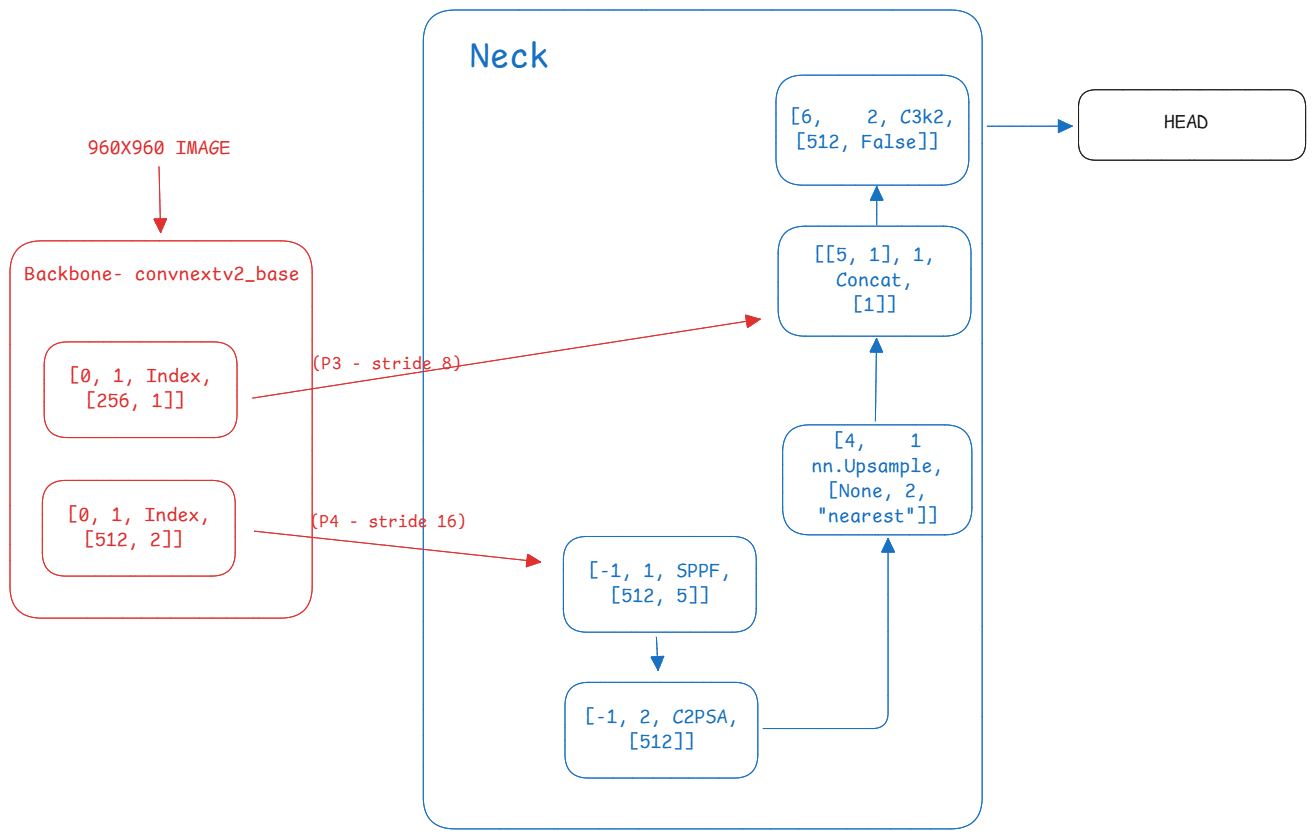 Neck
960X960 IMAGE
Backbone- convnextv2_base
[0, 1, Index,
[256, 1]]
[0, 1, Index,
[512, 2]]
(P3 - stride 8)
(P4 - stride 16)
[-1, 1, SPPF,
[512, 5]]
[-1, 2, C2PSA,
[512]]
[4, 1
nn.Upsample,
[None, 2,
"nearest"]]
[[5, 1], 1,
Concat,
[1]]
[6, 2, C3k2,
[512, False]]
HEAD